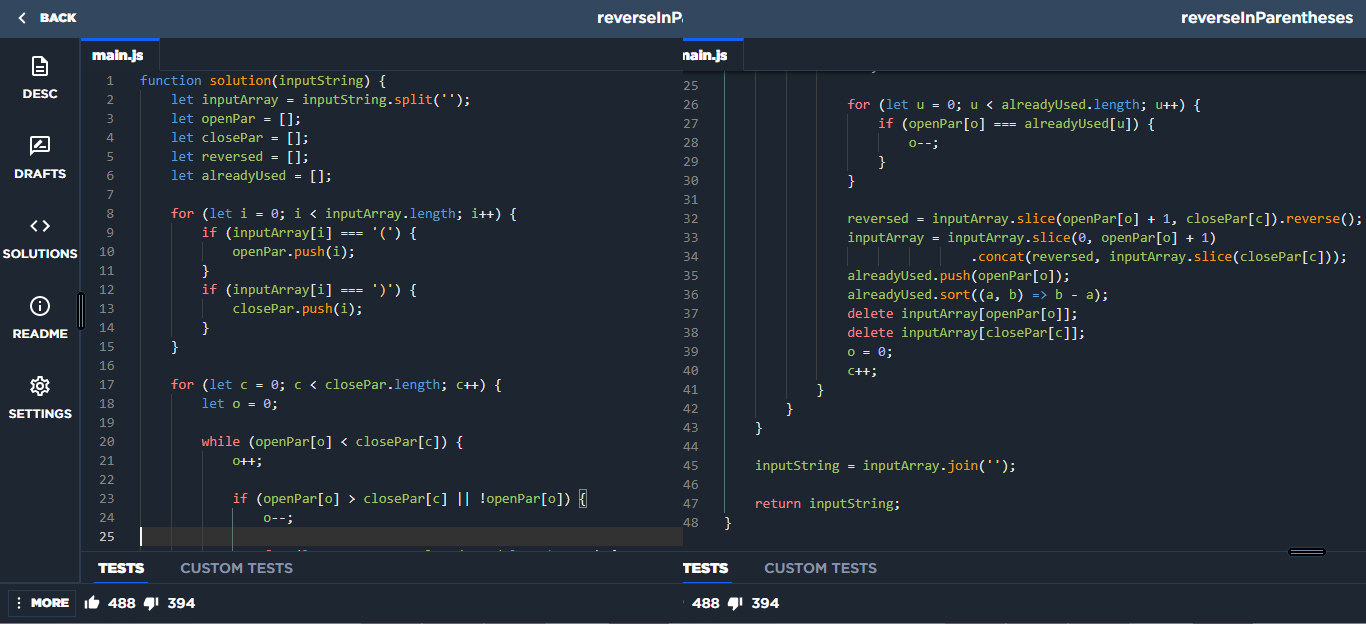 BACK
reverseInPa
reverseInParentheses
DESC
DRAFTS
SOLUTIONS
README
SETTINGS
MORE
main.js
1 function solution(inputString) {
2 let inputArray = inputString.split('');
3 let openPar = [];
4 let closePar = [];
5 let reversed = [];
6 let alreadyUsed = [];
7
8 for (let i = 0; i < inputArray.length; i++) {
9 if (inputArray[i] === '(') {
10 openPar.push(i);
11 }
12 if (inputArray[i] === ')') {
13 closePar.push(i);
14 }
15 }
16
17 for (let c = 0; c < closePar.length; c++) {
18 let o = 0;
19
20 while (openPar[o] < closePar[c]) {
21 o++;
22
23 if (openPar[o] > closePar[c] || !openPar[o]) {
24 o--;
25
TESTS CUSTOM TESTS
488 394
main.js
25
26 for (let u = 0; u < alreadyUsed.length; u++) {
27 if (openPar[o] === alreadyUsed[u]) {
28 o--;
29 }
30 }
31
32 reversed = inputArray.slice(openPar[o] + 1, closePar[c]).reverse();
33 inputArray = inputArray.slice(0, openPar[o] + 1)
34 .concat(reversed, inputArray.slice(closePar[c]));
35 alreadyUsed.push(openPar[o]);
36 alreadyUsed.sort((a, b) => b - a);
37 delete inputArray[openPar[o]];
38 delete inputArray[closePar[c]];
39 o = 0;
40 c++;
41 }
42 }
43 }
44
45 inputString = inputArray.join('');
46
47 return inputString;
48 }
TESTS CUSTOM TESTS
488 394